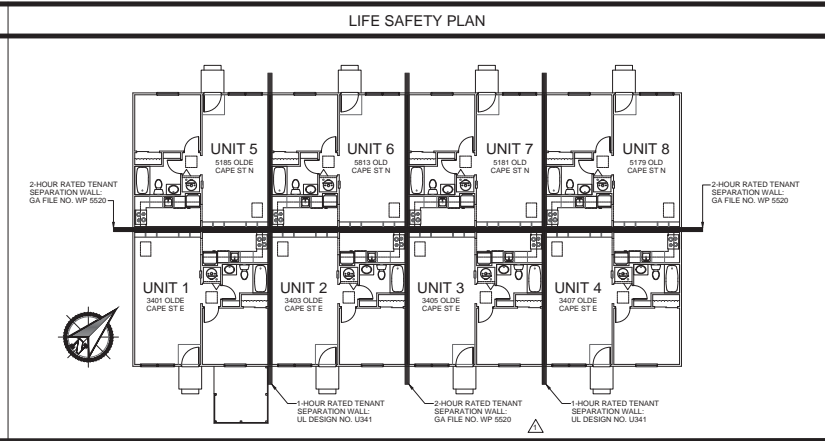 LIFE SAFETY PLAN
UNIT 5
5185 OLDE
CAPE ST N
UNIT 6
5813 OLD
CAPE ST N
UNIT 7
5181 OLD
CAPE ST N
UNIT 8
5179 OLD
CAPE ST N
2-HOUR RATED TENANT
SEPARATION WALL:
GA FILE NO. WP 5520
2-HOUR RATED TENANT
SEPARATION WALL:
GA FILE NO. WP 5520
UNIT 1
3401 OLDE
CAPE ST E
UNIT 2
3403 OLDE
CAPE ST E
UNIT 3
3405 OLDE
CAPE ST E
UNIT 4
3407 OLDE
CAPE ST E
1-HOUR RATED TENANT
SEPARATION WALL:
UL DESIGN NO. U341
2-HOUR RATED TENANT
SEPARATION WALL:
GA FILE NO. WP 5520
1-HOUR RATED TENANT
SEPARATION WALL:
UL DESIGN NO. U341